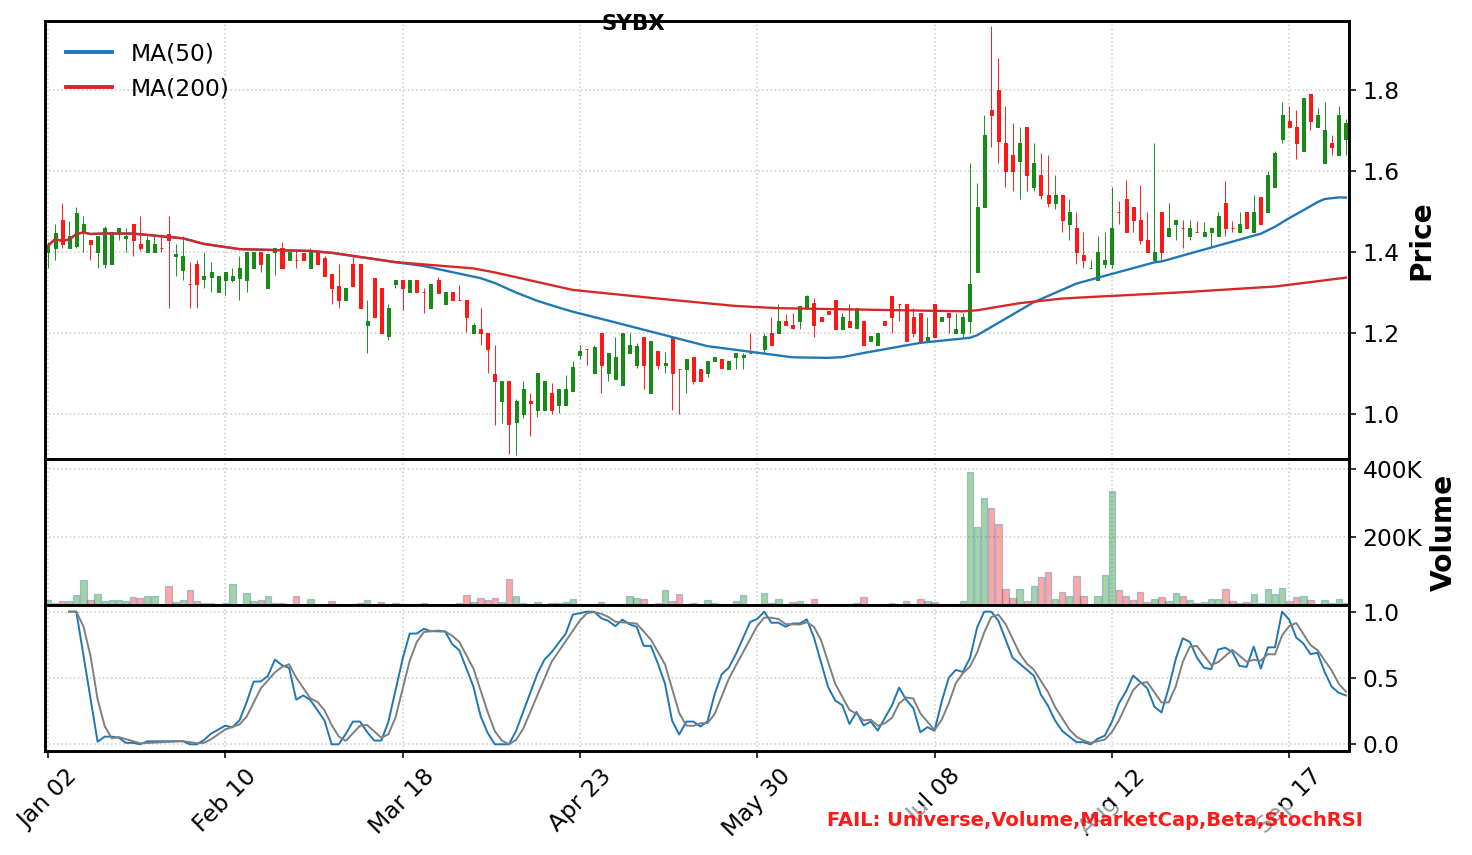 SYBX
MA(50)
MA(200)
1.8
1.6
1.4
1.2
1.0
Price
400K
200K
Volume
1.0
0.5
0.0
Jan 02
Feb 10
Mar 18
Apr 23
May 30
Jul 08
Aug 12
Sep 17
FAIL: Universe,Volume,MarketCap,Beta,StochRSI